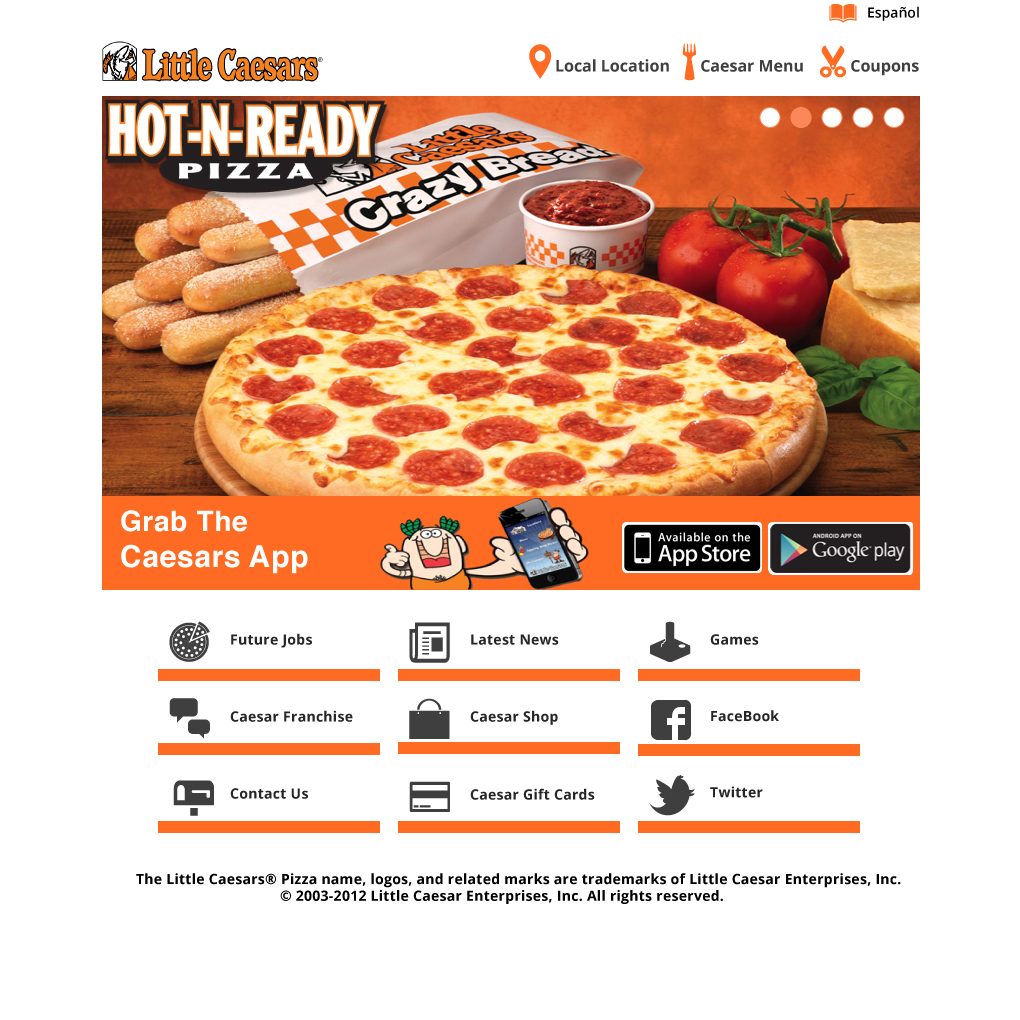 Español
Little Caesars®
Local Location
Caesar Menu
Coupons
HOT-N-READY
PIZZA
Little
Caesars
Crazy Bread
Grab The
Caesars App
Available on the
App Store
ANDROID APP ON
Google play
Future Jobs
Latest News
Games
Caesar Franchise
Caesar Shop
FaceBook
Contact Us
Caesar Gift Cards
Twitter
The Little Caesars® Pizza name, logos, and related marks are trademarks of Little Caesar Enterprises, Inc.
© 2003-2012 Little Caesar Enterprises, Inc. All rights reserved.